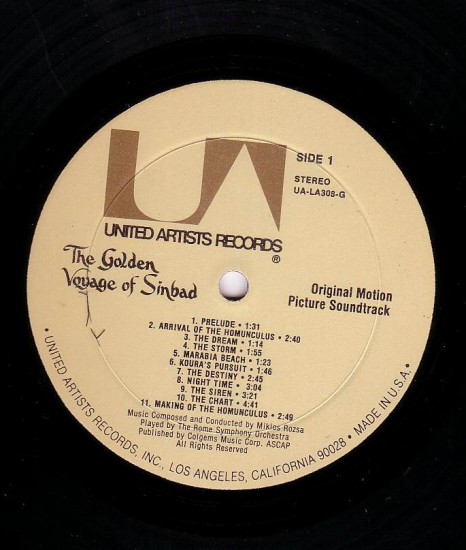 SIDE 1
STEREO
UA-LA308-G
UA
UNITED ARTISTS RECORDS
®
The Golden
Voyage of Sinbad
Original Motion
Picture Soundtrack
1. PRELUDE • 1:31
2. ARRIVAL OF THE HOMUNCULUS • 2:40
3. THE DREAM • 1:14
4. THE STORM • 1:55
5. MARABIA BEACH • 1:23
6. KOURA'S PURSUIT • 1:46
7. THE DESTINY • 2:45
8. NIGHT TIME • 3:04
9. THE SIREN • 3:21
10. THE CHART • 4:41
11. MAKING OF THE HOMUNCULUS • 2:49
Music Composed and Conducted by Miklos Rozsa
Played by The Rome Symphony Orchestra
Published by Colgems Music Corp. ASCAP
All Rights Reserved
• UNITED ARTISTS RECORDS, INC., LOS ANGELES, CALIFORNIA 90028 • MADE IN U.S.A. •